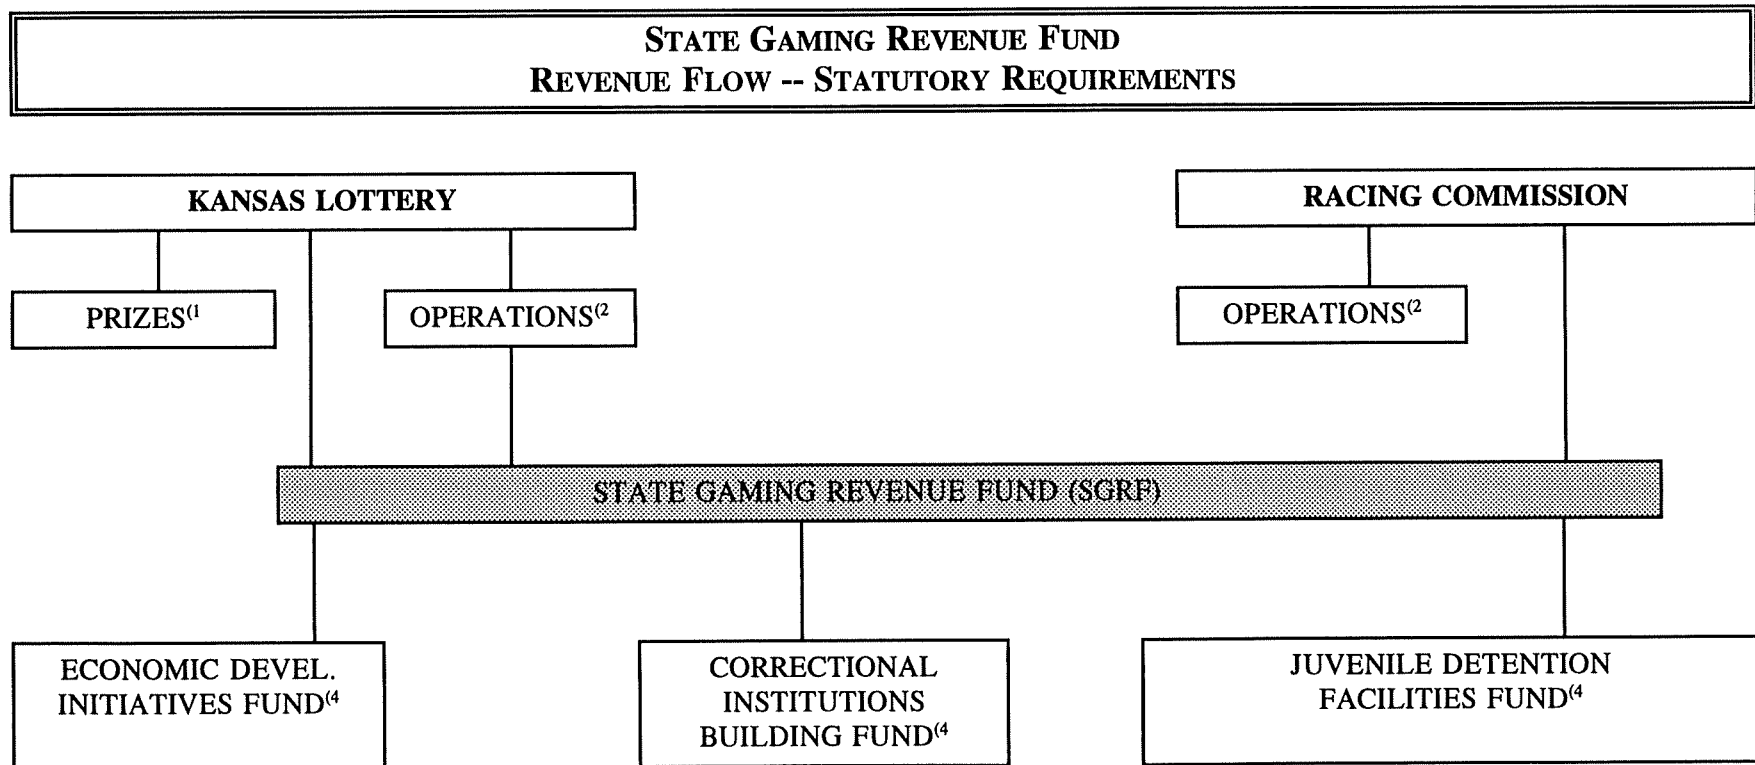 STATE GAMING REVENUE FUND
REVENUE FLOW -- STATUTORY REQUIREMENTS
KANSAS LOTTERY
RACING COMMISSION
PRIZES(1
OPERATIONS(2
OPERATIONS(2
STATE GAMING REVENUE FUND (SGRF)
ECONOMIC DEVEL.
INITIATIVES FUND(4
CORRECTIONAL
INSTITUTIONS
BUILDING FUND(4
JUVENILE DETENTION
FACILITIES FUND(4